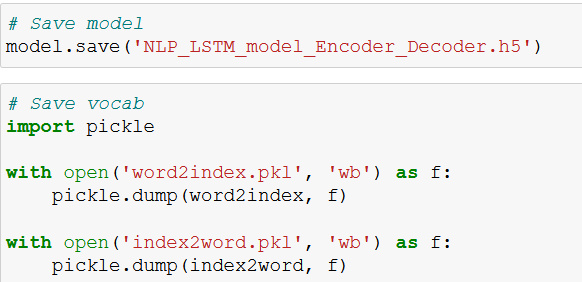 # Save model
model.save('NLP_LSTM_model_Encoder_Decoder.h5')
# Save vocab
import pickle
with open('word2index.pkl', 'wb') as f:
    pickle.dump(word2index, f)
with open('index2word.pkl', 'wb') as f:
    pickle.dump(index2word, f)